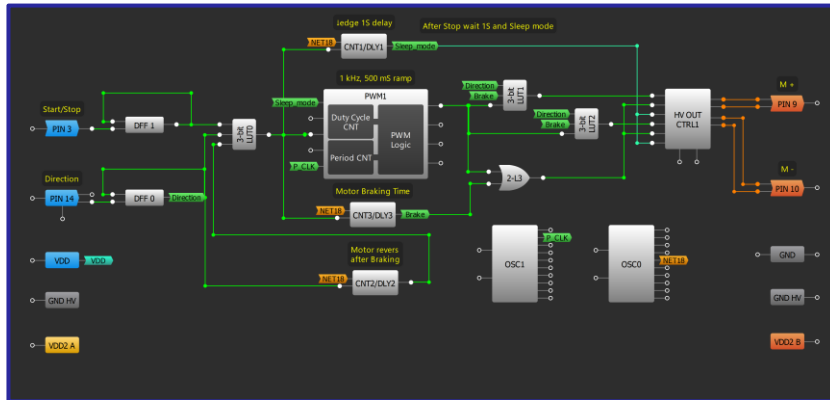 ledge 1S delay
After Stop wait 1S and Sleep mode
NET18
CNT1/DLY1
Sleep_mode
1 kHz, 500 mS ramp
PWM1
Sleep_mode
Duty Cycle
CNT
Period CNT
PWM
Logic
P_CLK
Direction
Brake
3-bit
LUT1
Direction
Brake
3-bit
LUT2
HV OUT
CTRL1
M +
PIN 9
M -
PIN 10
Start/Stop
PIN 3
DFF 1
3-bit
LUT0
Direction
PIN 14
DFF 0
Direction
2-L3
Motor Braking Time
NET18
CNT3/DLY3
Brake
Motor revers
after Braking
NET18
CNT2/DLY2
OSC1
P_CLK
OSC0
NET18
VDD
VDD
GND HV
VDD2 A
GND
GND HV
VDD2 B